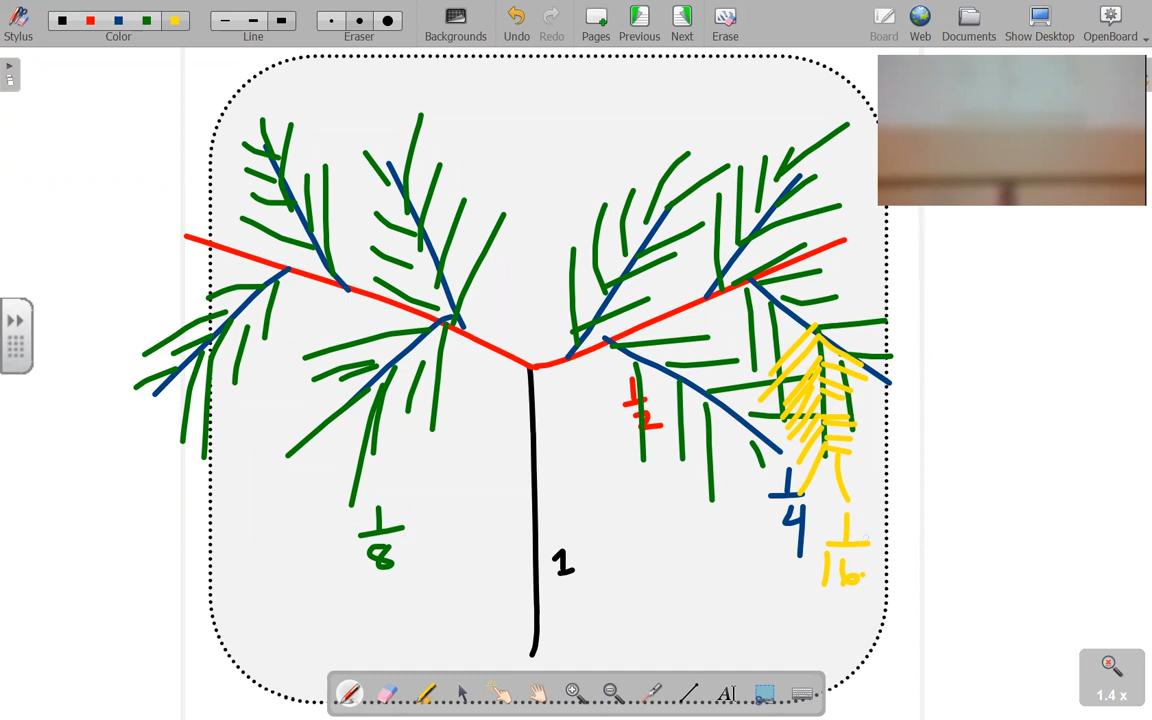 Stylus
Color
Line
Eraser
Backgrounds
Undo
Redo
Pages
Previous
Next
Erase
Board
Web
Documents
Show Desktop
OpenBoard
1
1/2
1/4
1/8
1/16
AI
1.4 x